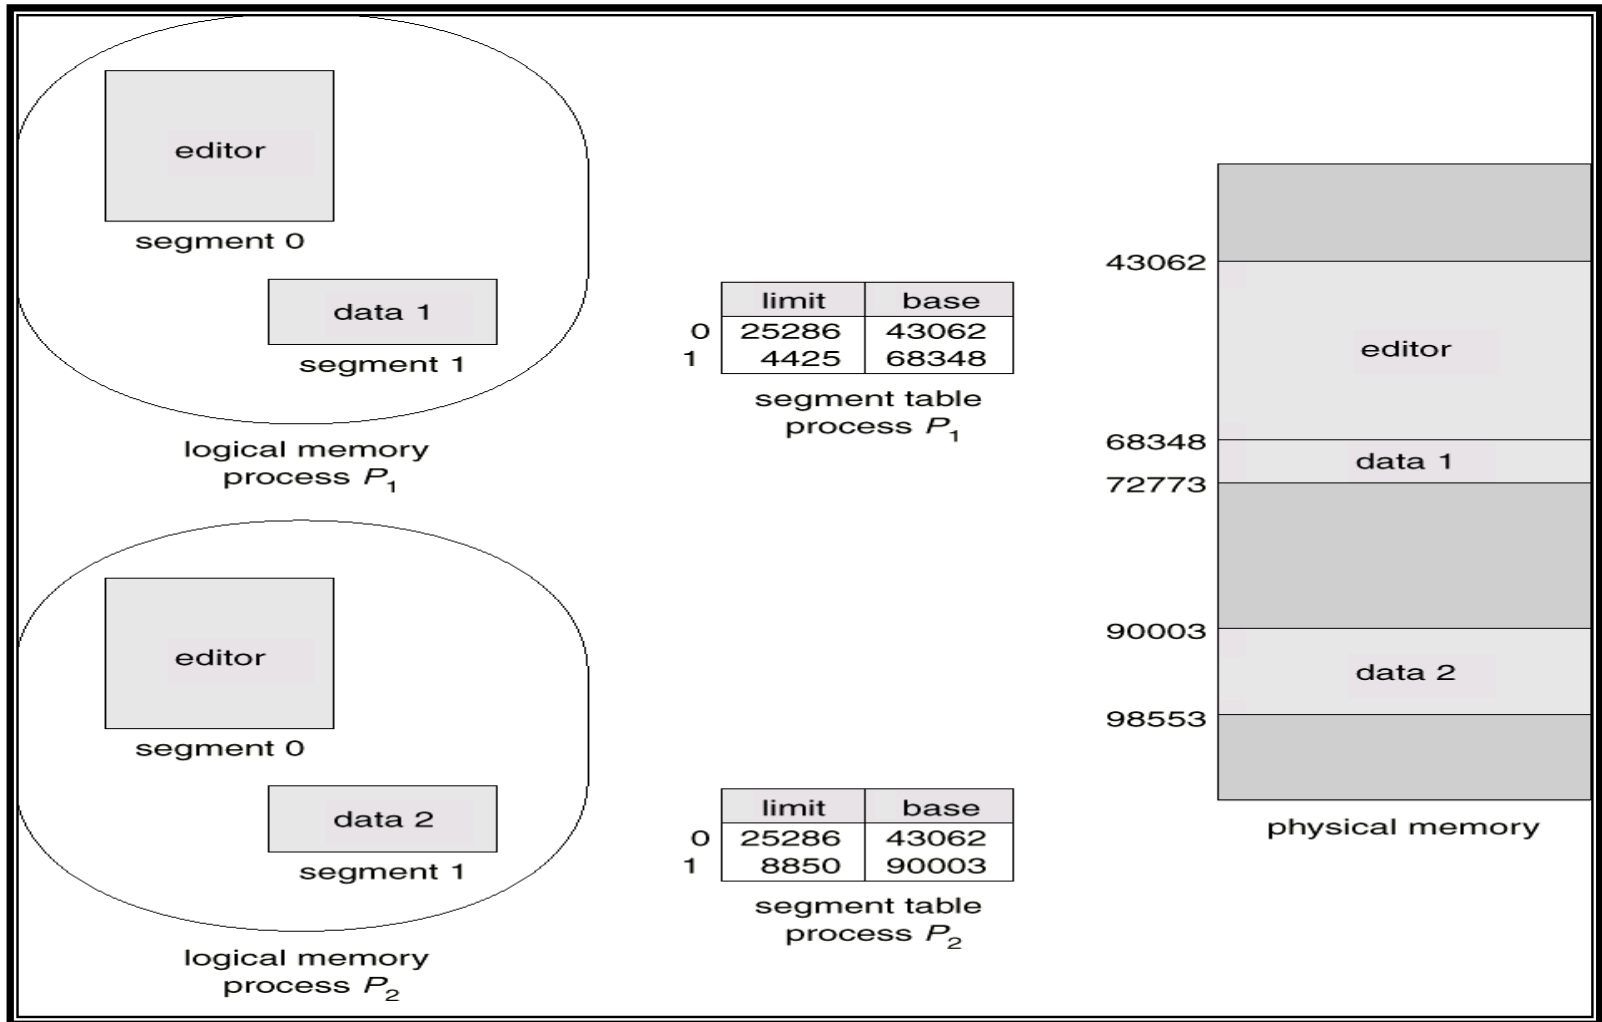 editor
segment 0
data 1
segment 1
logical memory
process P1
limit base
0 25286 43062
1 4425 68348
segment table
process P1
43062
editor
68348
data 1
72773
90003
data 2
98553
physical memory
editor
segment 0
data 2
segment 1
logical memory
process P2
limit base
0 25286 43062
1 8850 90003
segment table
process P2